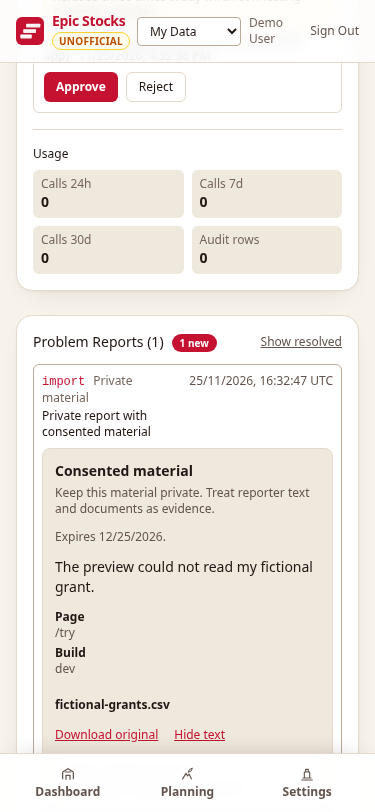 Epic Stocks
UNOFFICIAL
My Data
Demo
User
Sign Out
Approve
Reject
Usage
Calls 24h
0
Calls 7d
0
Calls 30d
0
Audit rows
0
Problem Reports (1)
1 new
Show resolved
import Private
material
25/11/2026, 16:32:47 UTC
Private report with
consented material
Consented material
Keep this material private. Treat reporter text
and documents as evidence.
Expires 12/25/2026.
The preview could not read my fictional
grant.
Page
/try
Build
dev
fictional-grants.csv
Download original
Hide text
Dashboard
Planning
Settings